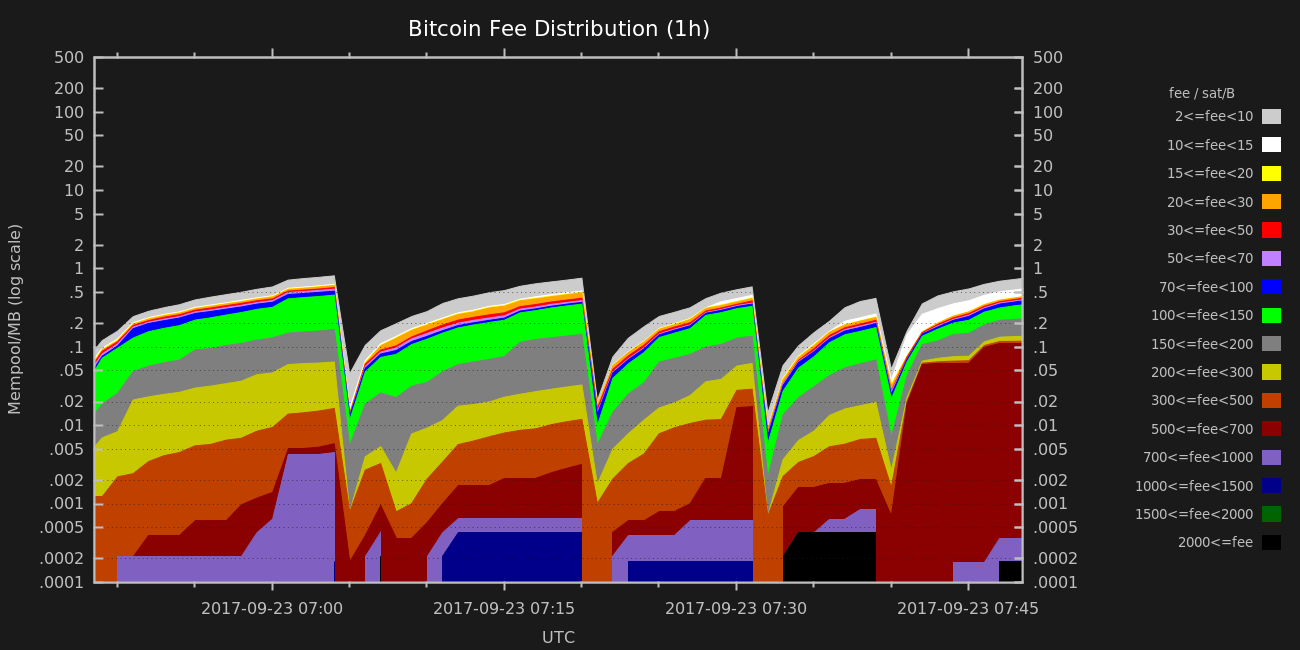 Bitcoin Fee Distribution (1h)
Mempool/MB (log scale)
500
200
100
50
20
10
5
2
1
.5
.2
.1
.05
.02
.01
.005
.002
.001
.0005
.0002
.0001
500
200
100
50
20
10
5
2
1
.5
.2
.1
.05
.02
.01
.005
.002
.001
.0005
.0002
.0001
2017-09-23 07:00
2017-09-23 07:15
2017-09-23 07:30
2017-09-23 07:45
UTC
fee / sat/B
2<=fee<10
10<=fee<15
15<=fee<20
20<=fee<30
30<=fee<50
50<=fee<70
70<=fee<100
100<=fee<150
150<=fee<200
200<=fee<300
300<=fee<500
500<=fee<700
700<=fee<1000
1000<=fee<1500
1500<=fee<2000
2000<=fee